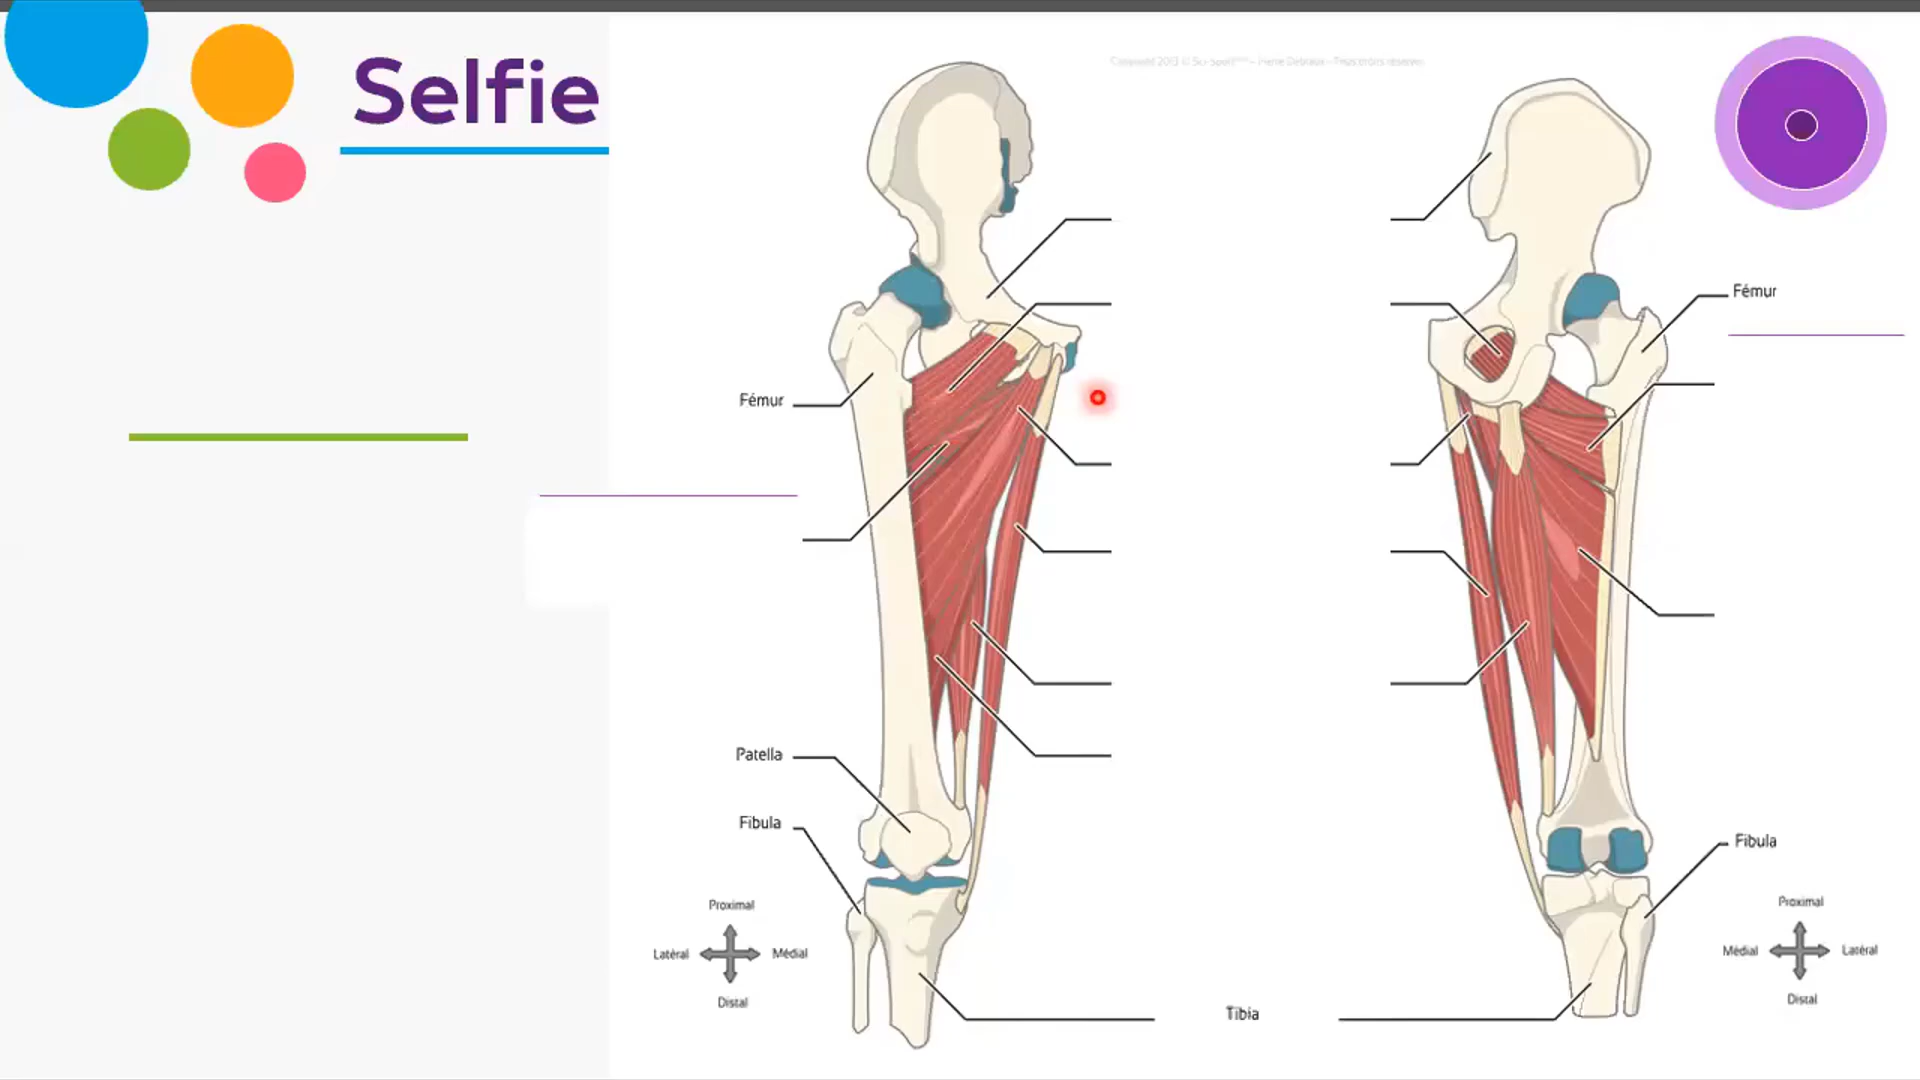 Selfie
Fémur
Fémur
Patella
Fibula
Fibula
Proximal
Latéral
Médial
Distal
Proximal
Médial
Latéral
Distal
Tibia